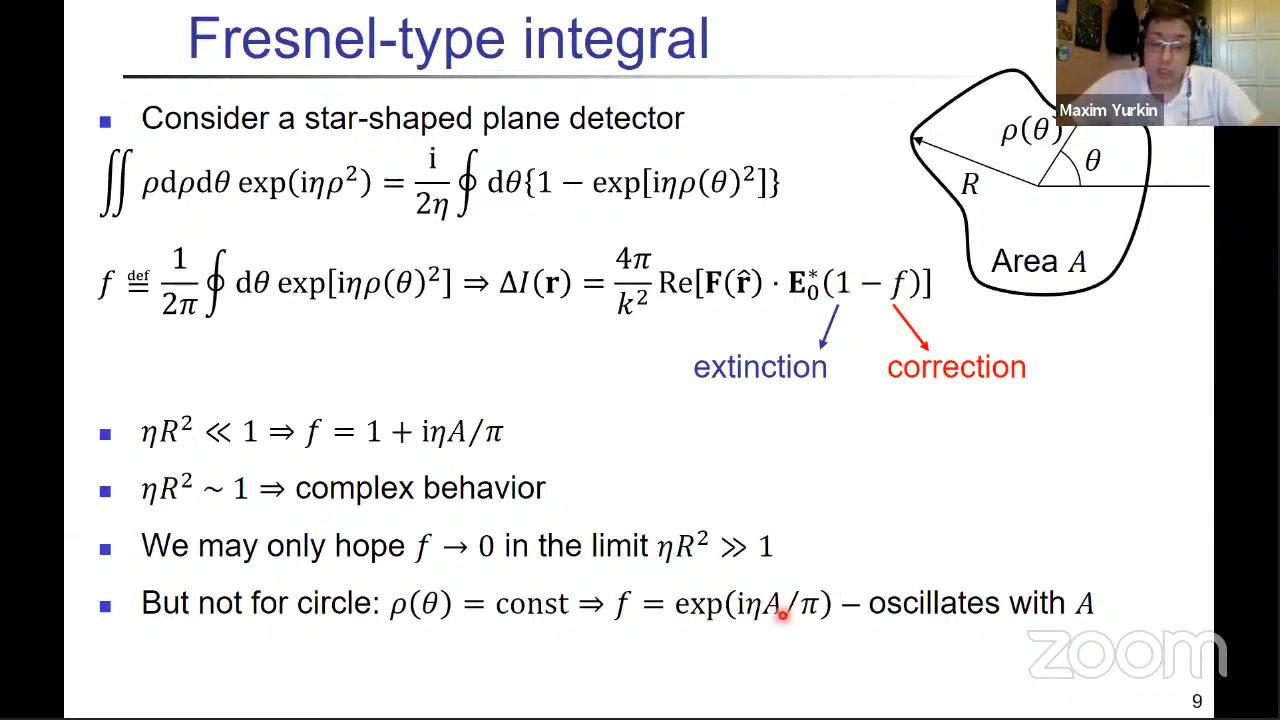 Fresnel-type integral
Maxim Yurkin
Consider a star-shaped plane detector
∬ ρdρdθ exp(iηρ²) = i/2η ∮ dθ{1 − exp[iηρ(θ)²]}
ρ(θ)
θ
R
Area A
f ≝ 1/2π ∮ dθ exp[iηρ(θ)²] ⇒ ΔI(𝐫) = 4π/k² Re[𝐅(𝐫̂) · 𝐄₀*(1 − f)]
extinction
correction
ηR² ≪ 1 ⇒ f = 1 + iηA/π
ηR² ~ 1 ⇒ complex behavior
We may only hope f → 0 in the limit ηR² ≫ 1
But not for circle: ρ(θ) = const ⇒ f = exp(iηA/π) – oscillates with A
zoom
9